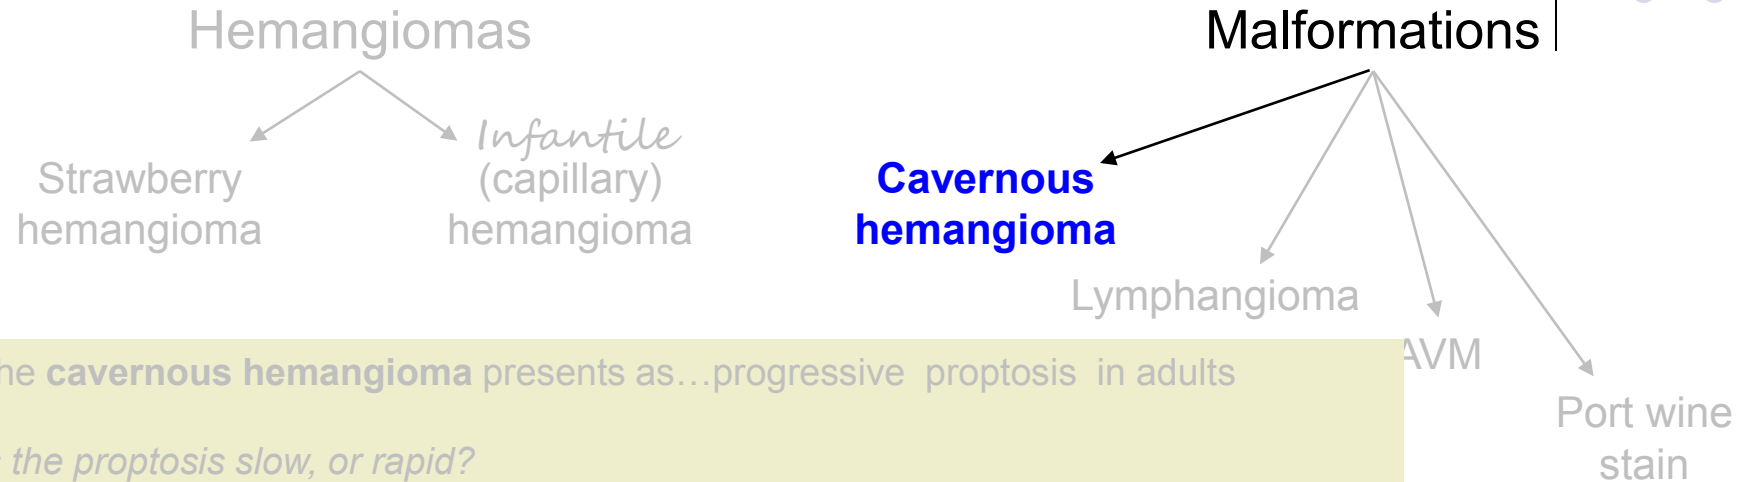 Hemangiomas
Malformations
Strawberry
hemangioma
Infantile
(capillary)
hemangioma
Cavernous
hemangioma
Lymphangioma
AVM
Port wine
stain
he cavernous hemangioma presents as…progressive proptosis in adults
the proptosis slow, or rapid?